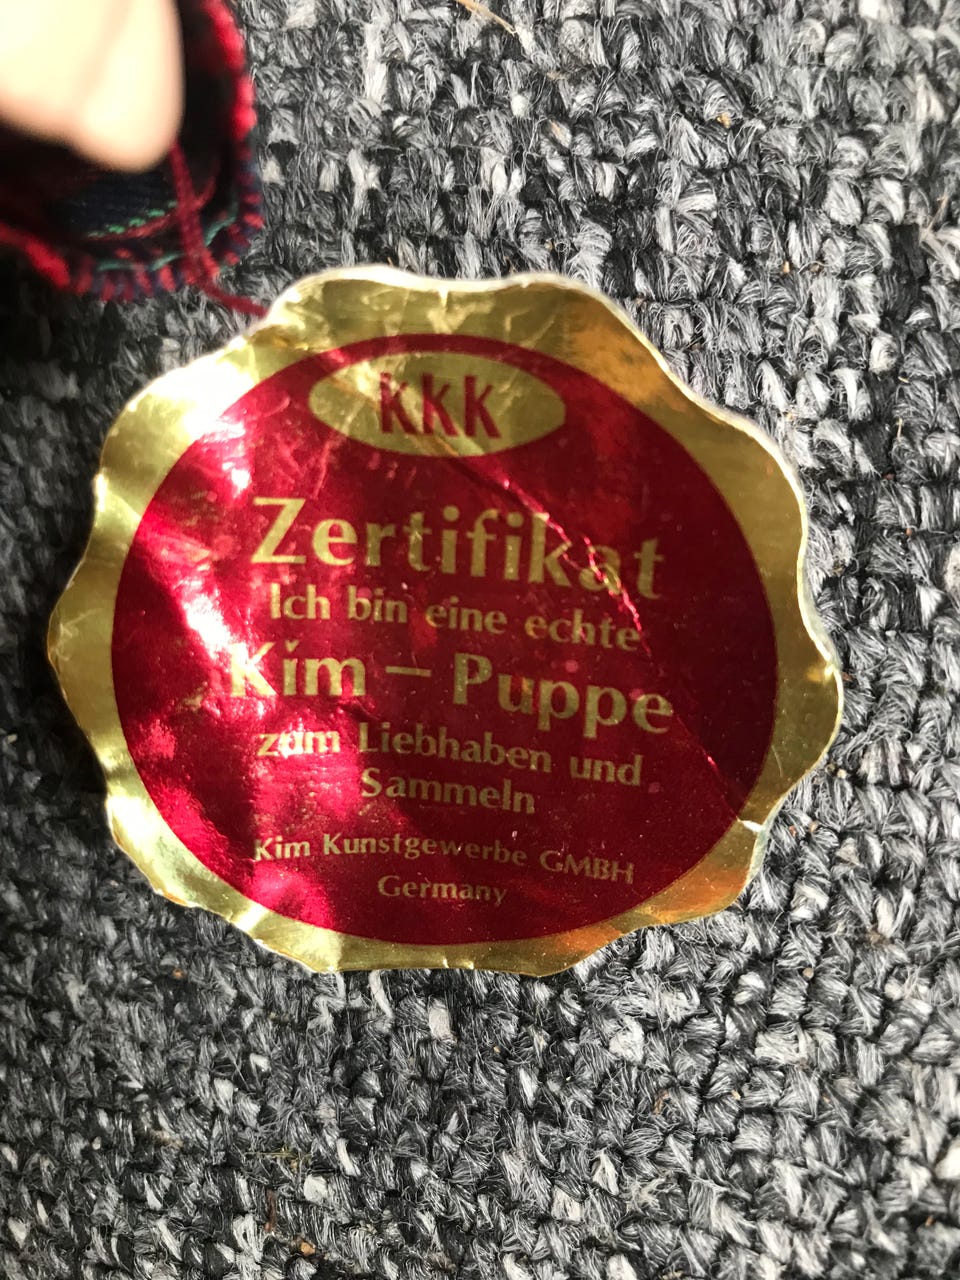 kkk
Zertifikat
Ich bin eine echte
Kim – Puppe
zum Liebhaben und
Sammeln
Kim Kunstgewerbe GMBH
Germany